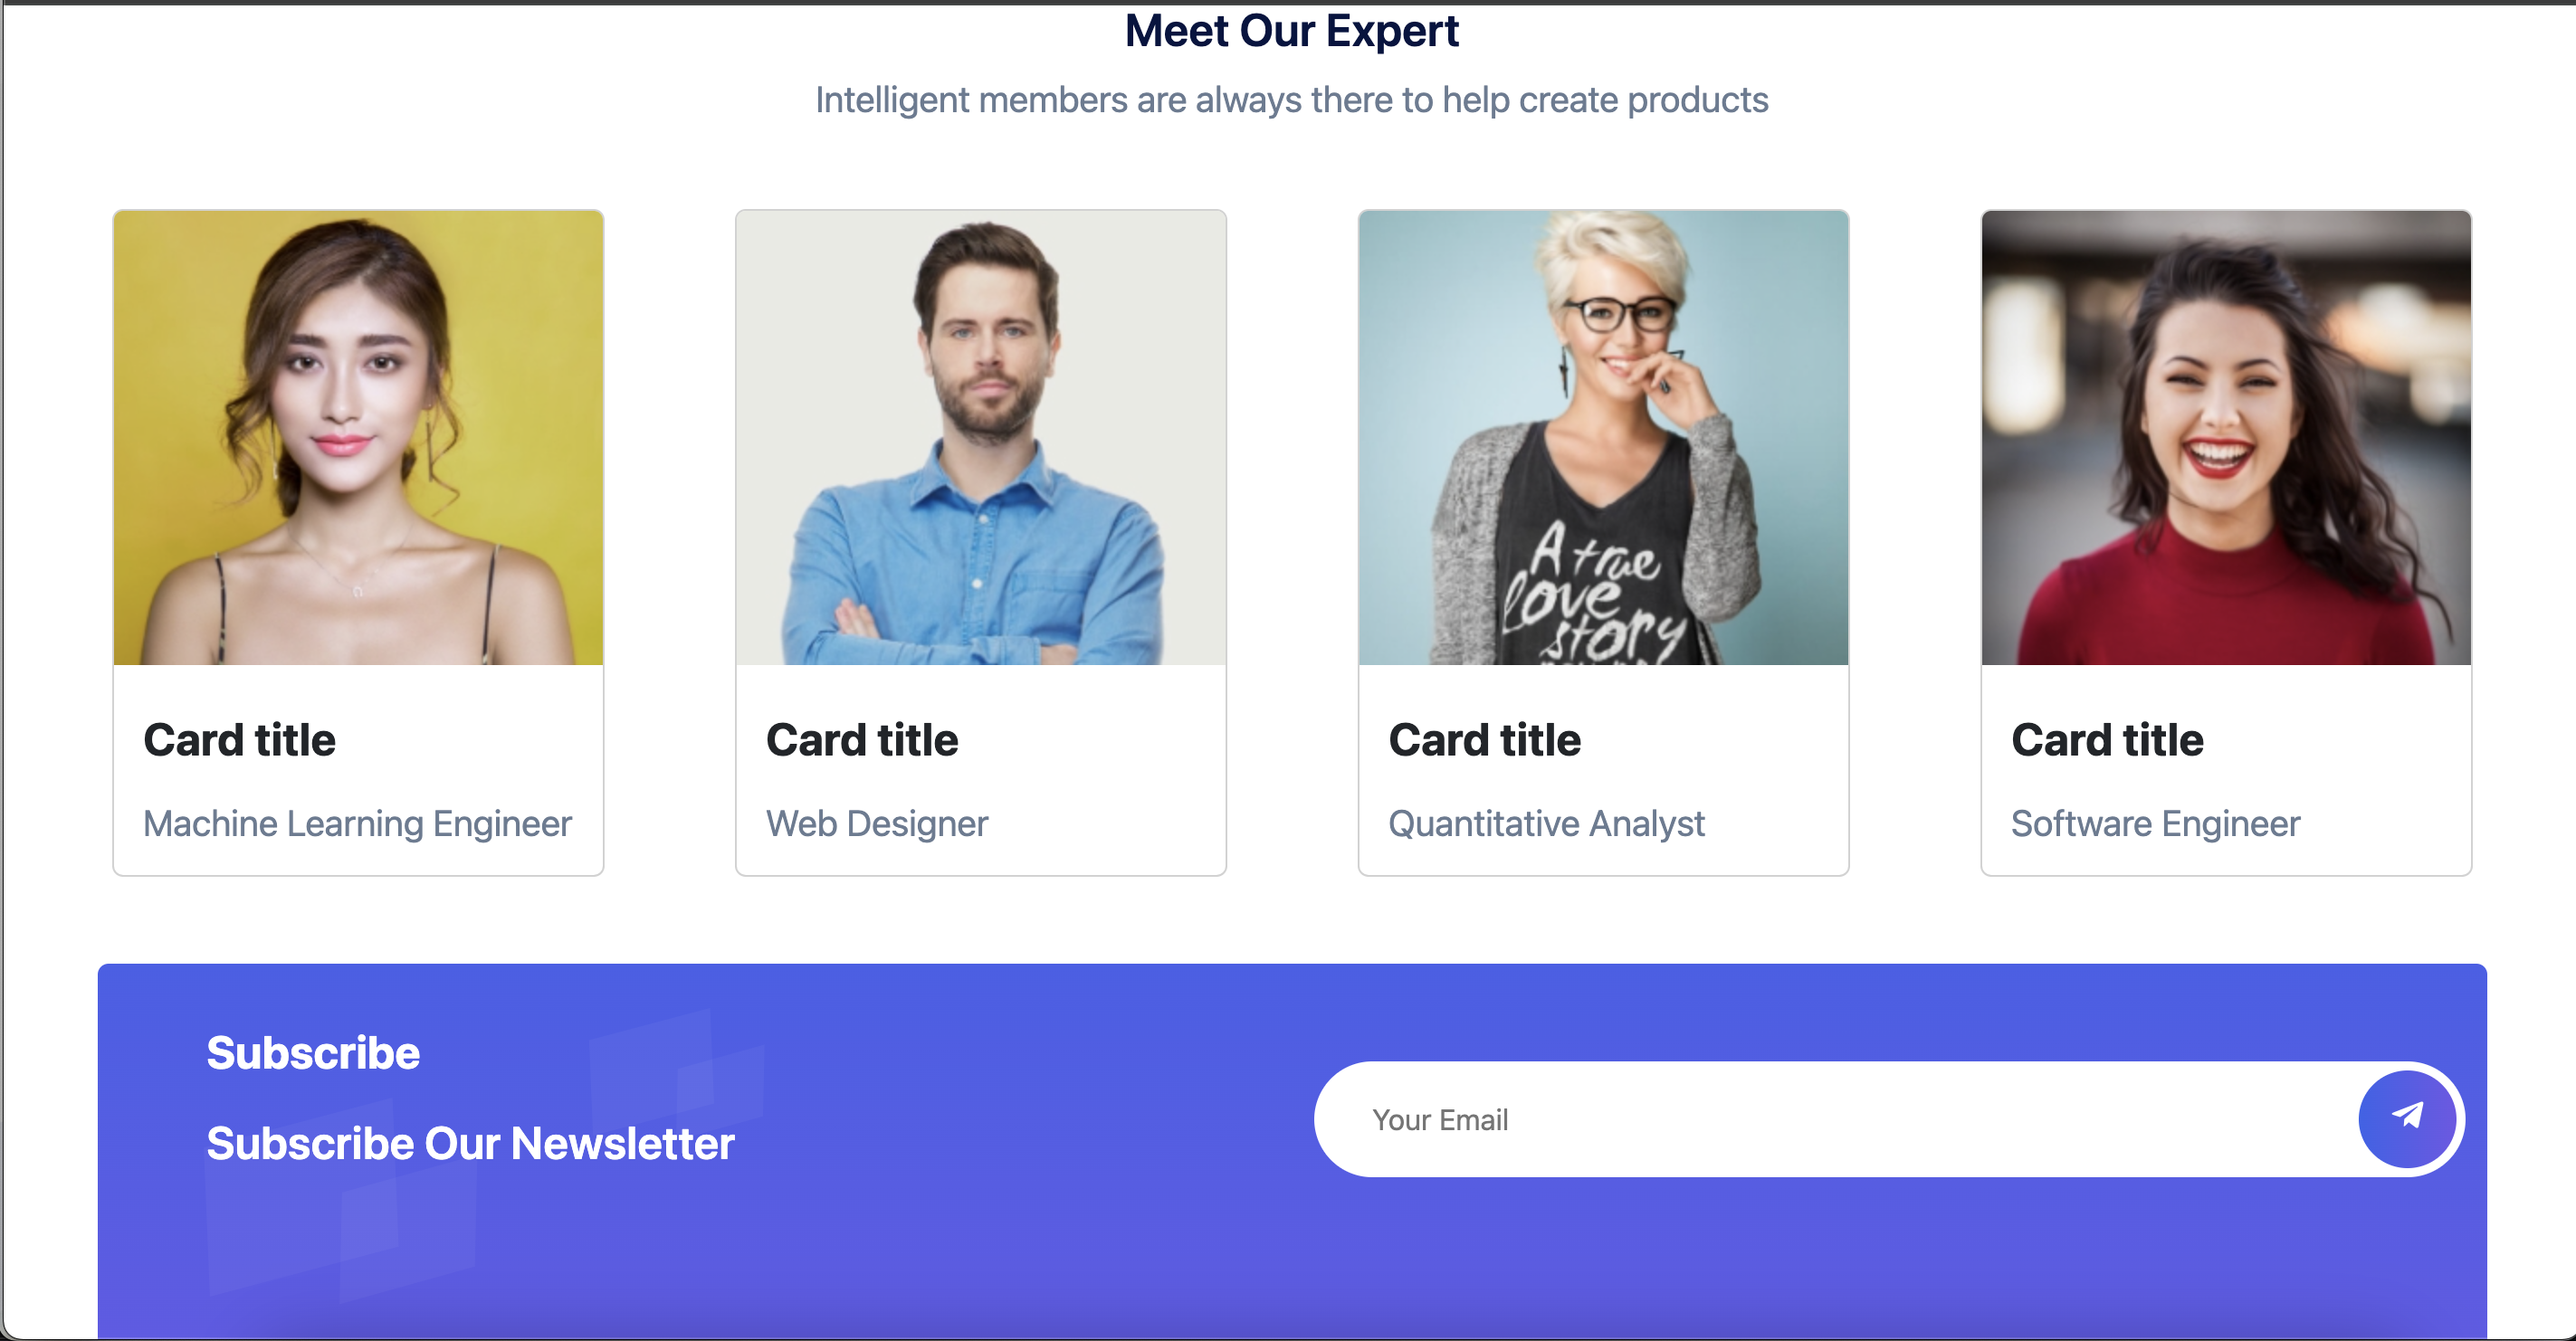 Meet Our Expert
Intelligent members are always there to help create products
A true
love
story
Card title
Card title
Card title
Card title
Machine Learning Engineer
Web Designer
Quantitative Analyst
Software Engineer
Subscribe
Subscribe Our Newsletter
Your Email